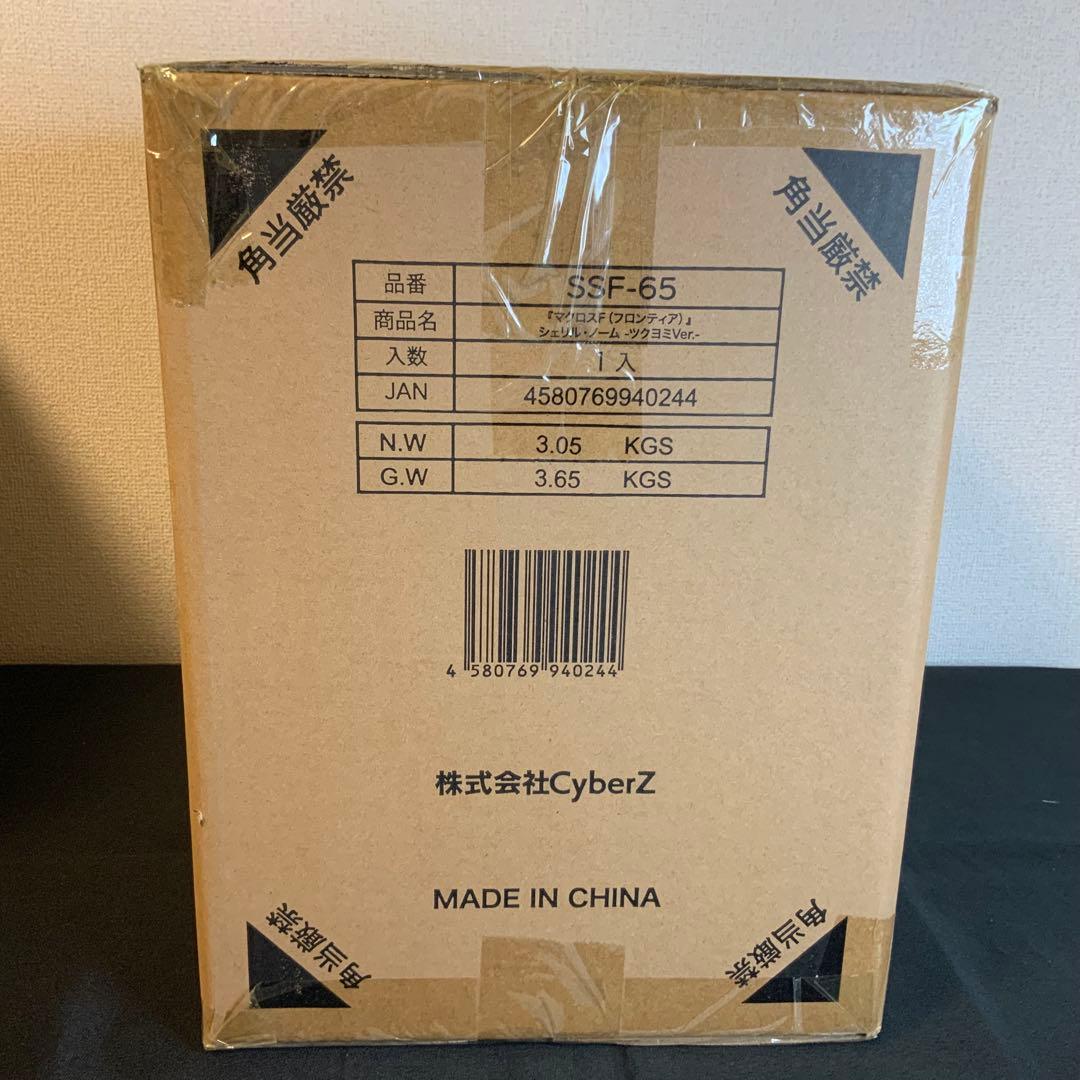 角当厳禁
角当厳禁
品番 SSF-65
商品名 『マクロスF(フロンティア)』
シェリル・ノーム -ツクヨミVer.-
入数 1入
JAN 4580769940244
N.W 3.05 KGS
G.W 3.65 KGS
4 580769 940244
株式会社CyberZ
MADE IN CHINA
角当厳禁
角当厳禁